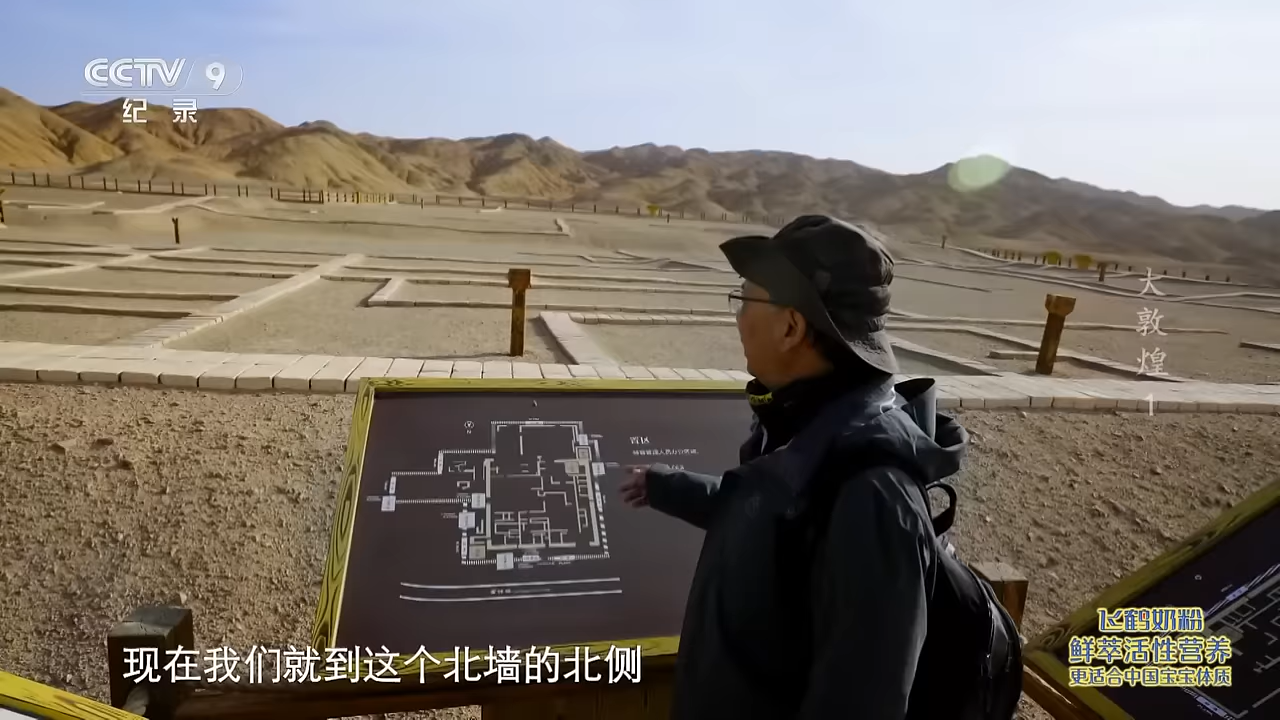 CCTV 9
纪录
大敦煌 1
百区
N
现在我们就到这个北墙的北侧
飞鹤奶粉
鲜萃活性营养
更适合中国宝宝体质